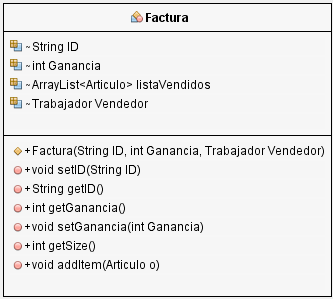 Factura
~String ID
~int Ganancia
~ArrayList<Articulo> listaVendidos
~Trabajador Vendedor
+Factura(String ID, int Ganancia, Trabajador Vendedor)
+void setID(String ID)
+String getID()
+int getGanancia()
+void setGanancia(int Ganancia)
+int getSize()
+void addItem(Articulo o)